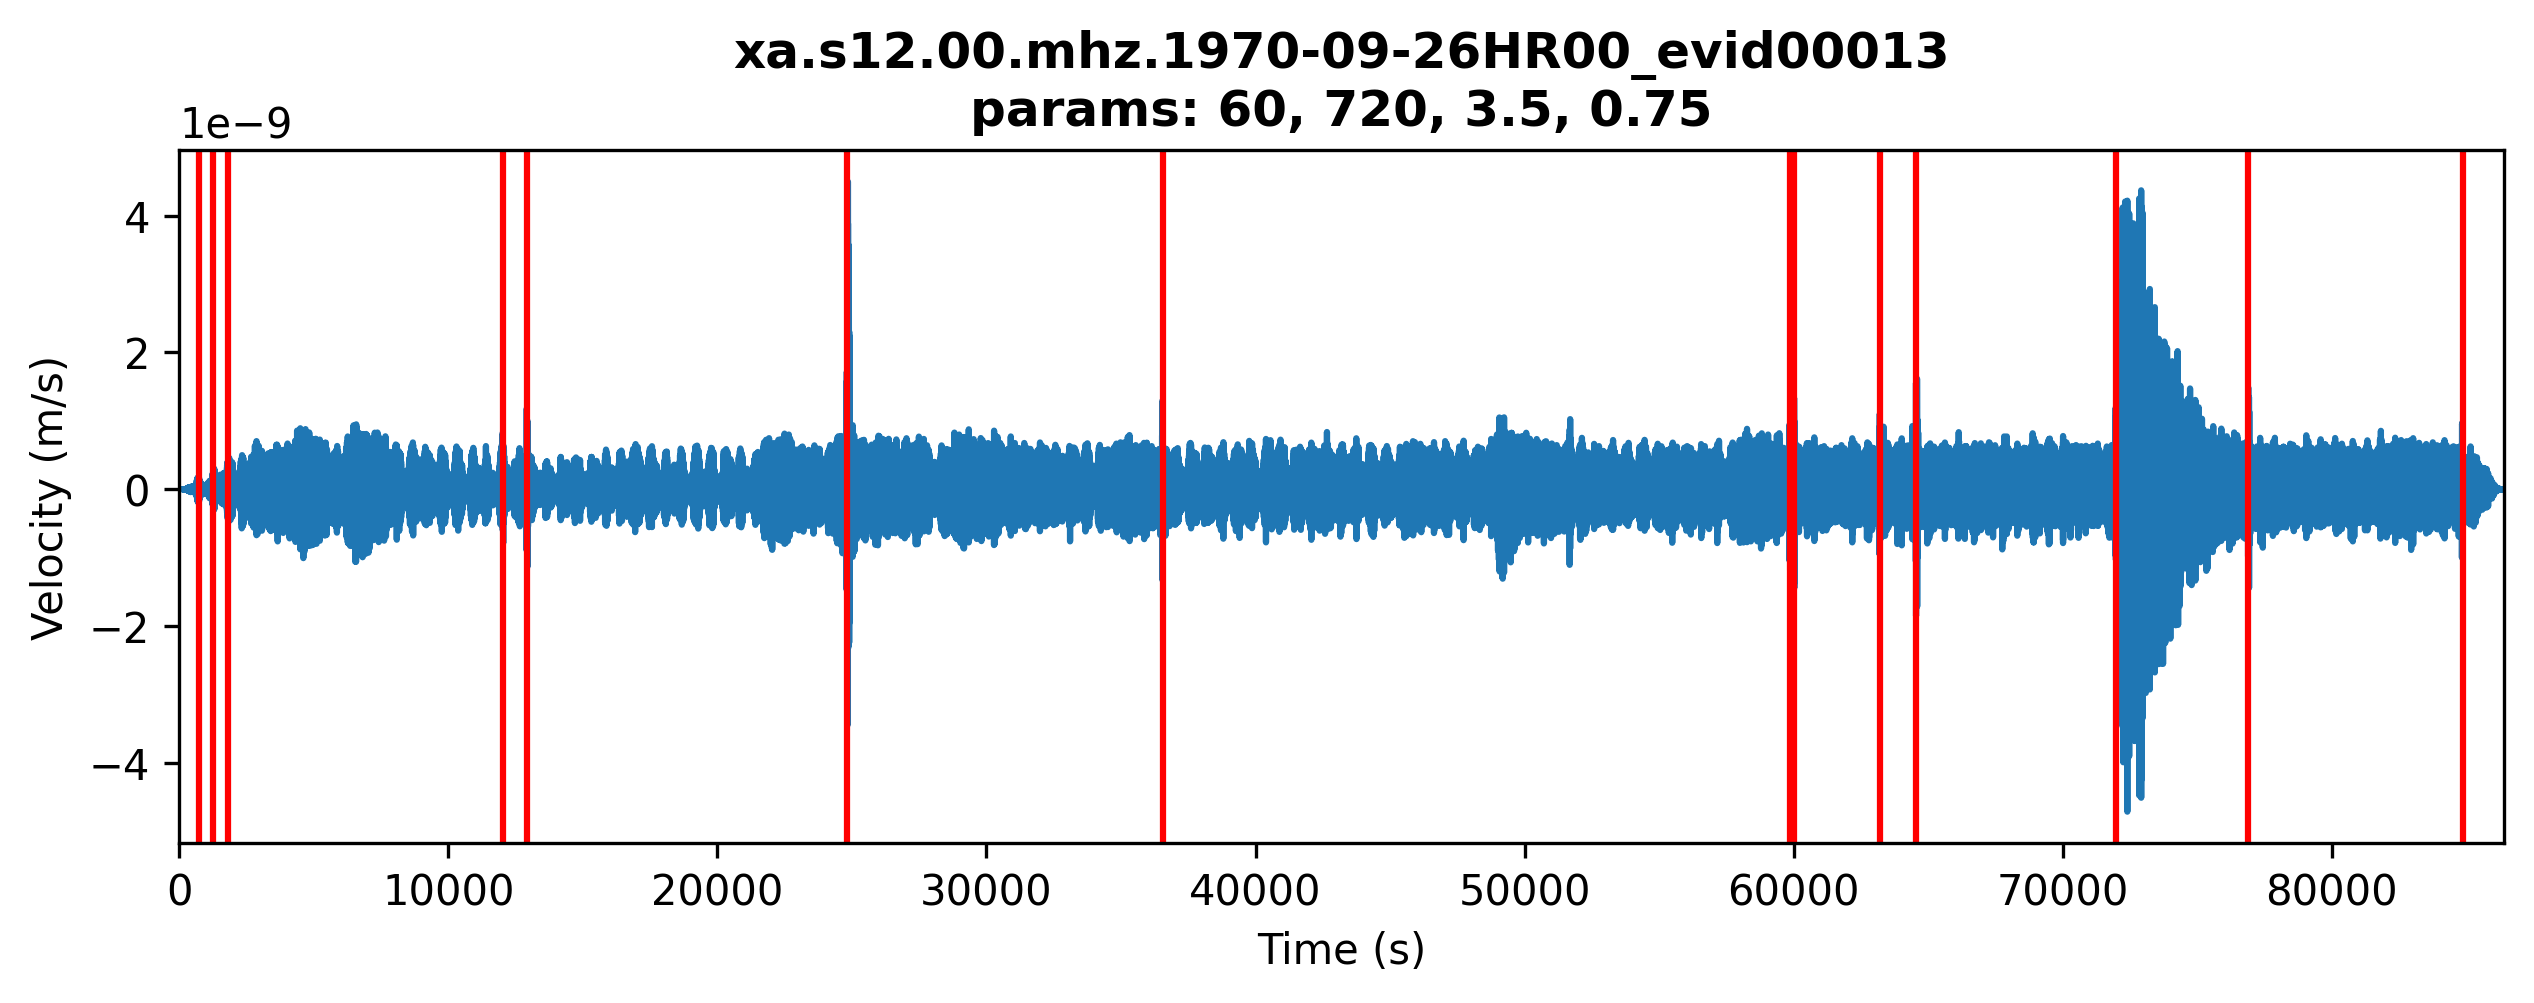 xa.s12.00.mhz.1970-09-26HR00_evid00013
params: 60, 720, 3.5, 0.75
1e−9
4
2
0
−2
−4
Velocity (m/s)
0 10000 20000 30000 40000 50000 60000 70000 80000
Time (s)